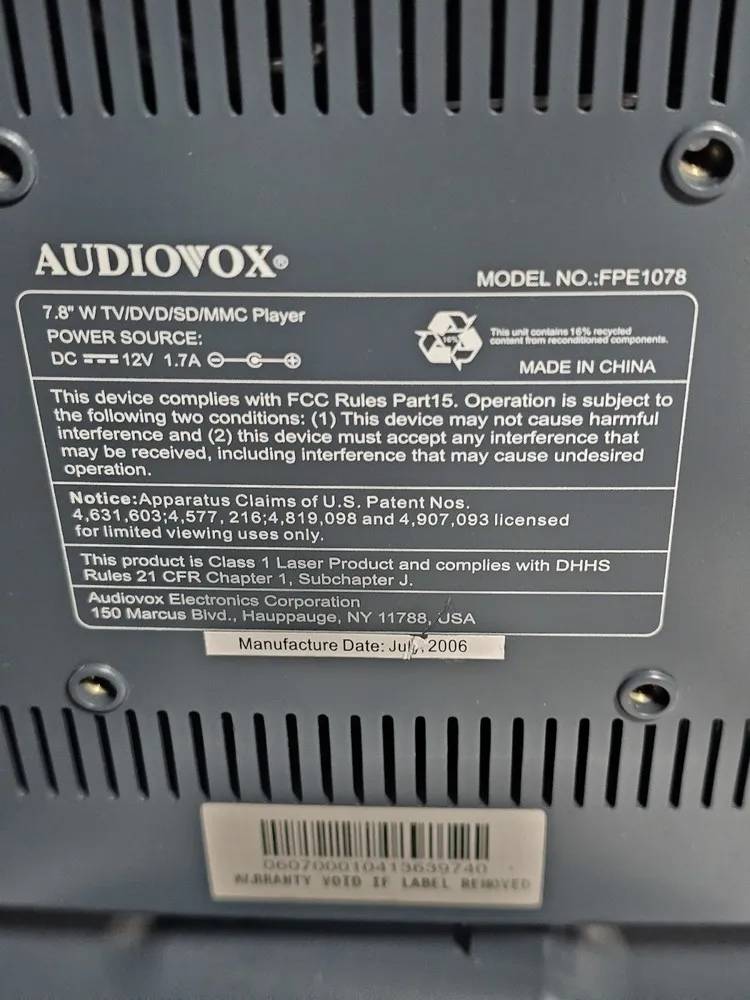 AUDIOVOX®
MODEL NO.:FPE1078
7.8" W TV/DVD/SD/MMC Player
POWER SOURCE:
DC 12V 1.7A
16%
This unit contains 16% recycled
content from reconditioned components.
MADE IN CHINA
This device complies with FCC Rules Part15. Operation is subject to
the following two conditions: (1) This device may not cause harmful
interference and (2) this device must accept any interference that
may be received, including interference that may cause undesired
operation.
Notice:Apparatus Claims of U.S. Patent Nos.
4,631,603;4,577, 216;4,819,098 and 4,907,093 licensed
for limited viewing uses only.
This product is Class 1 Laser Product and complies with DHHS
Rules 21 CFR Chapter 1, Subchapter J.
Audiovox Electronics Corporation
150 Marcus Blvd., Hauppauge, NY 11788, USA
Manufacture Date: July, 2006
060700010413639740
WARRANTY VOID IF LABEL REMOVED